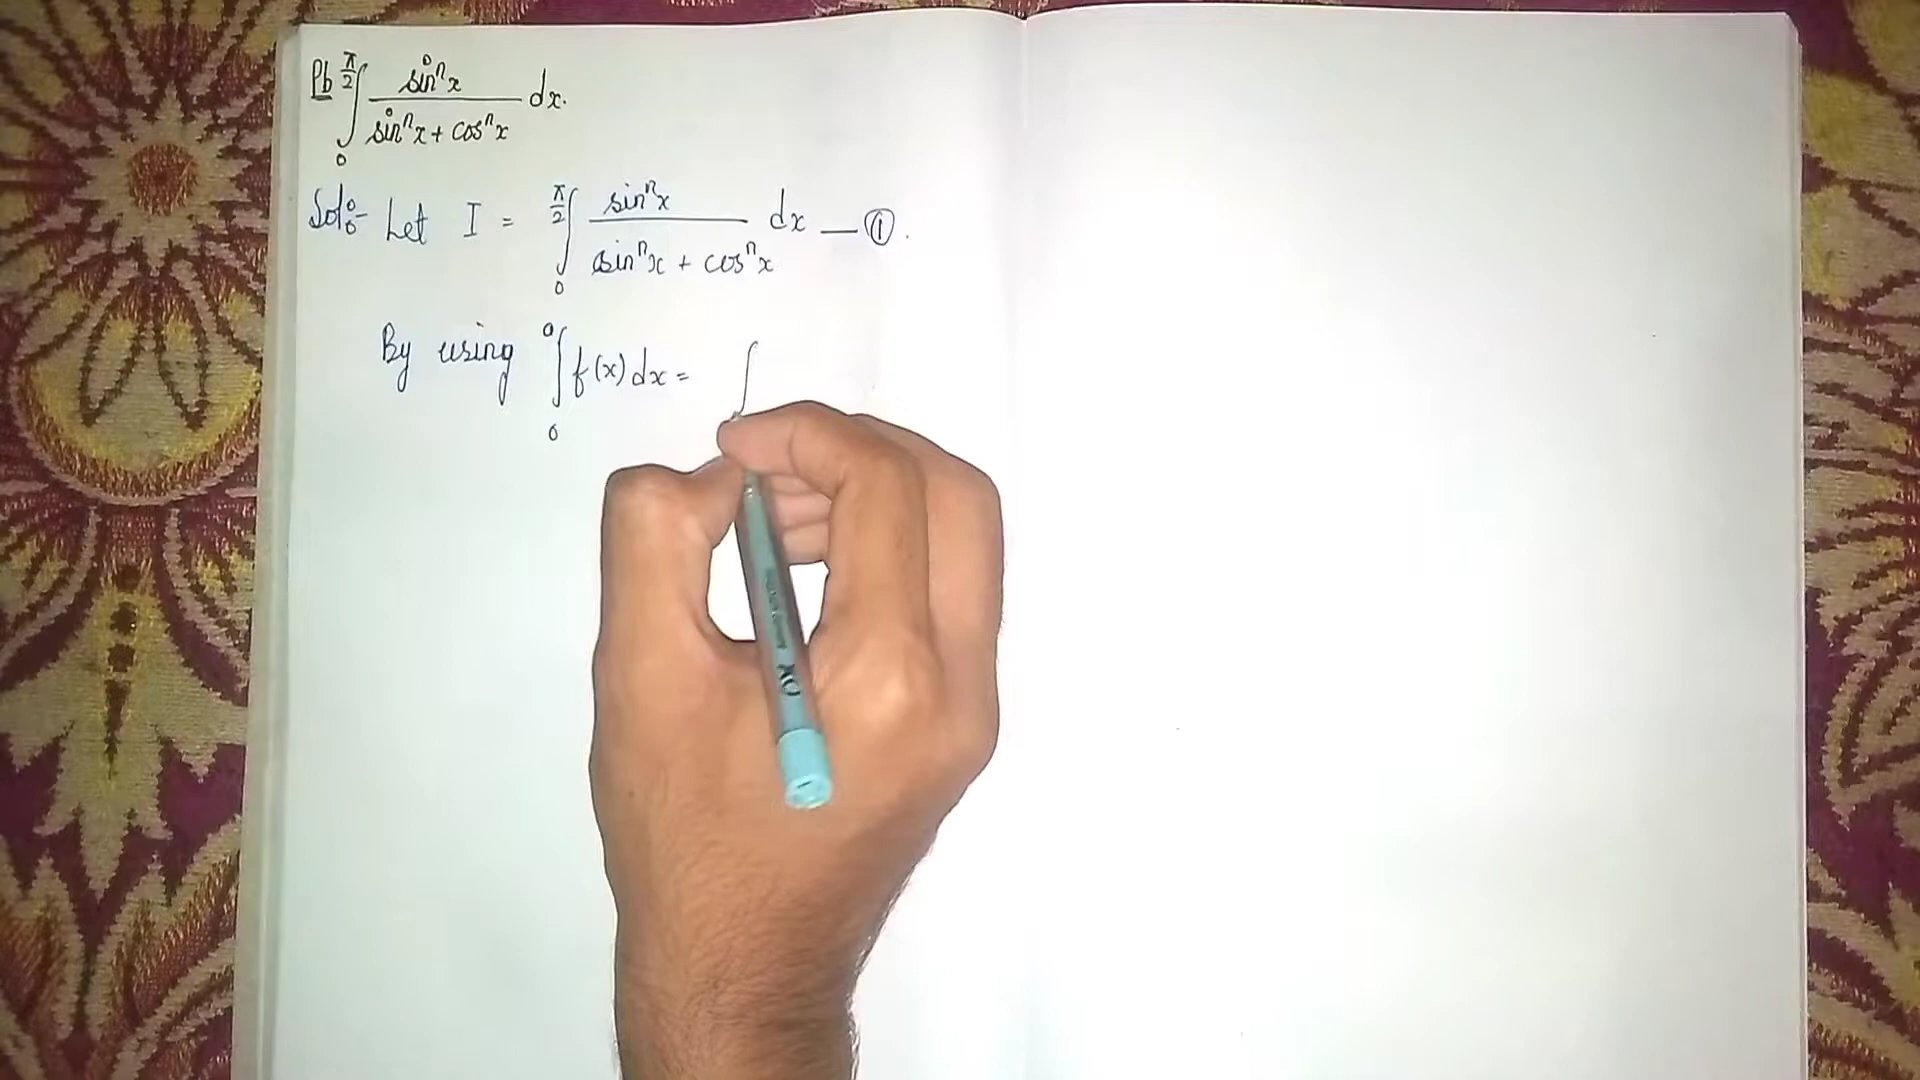 Pb ∫₀^{π/2} sinⁿx / (sinⁿx + cosⁿx) dx.
Sol:- Let I = ∫₀^{π/2} sinⁿx / (sinⁿx + cosⁿx) dx — ①.
By using ∫₀^a f(x) dx = ∫